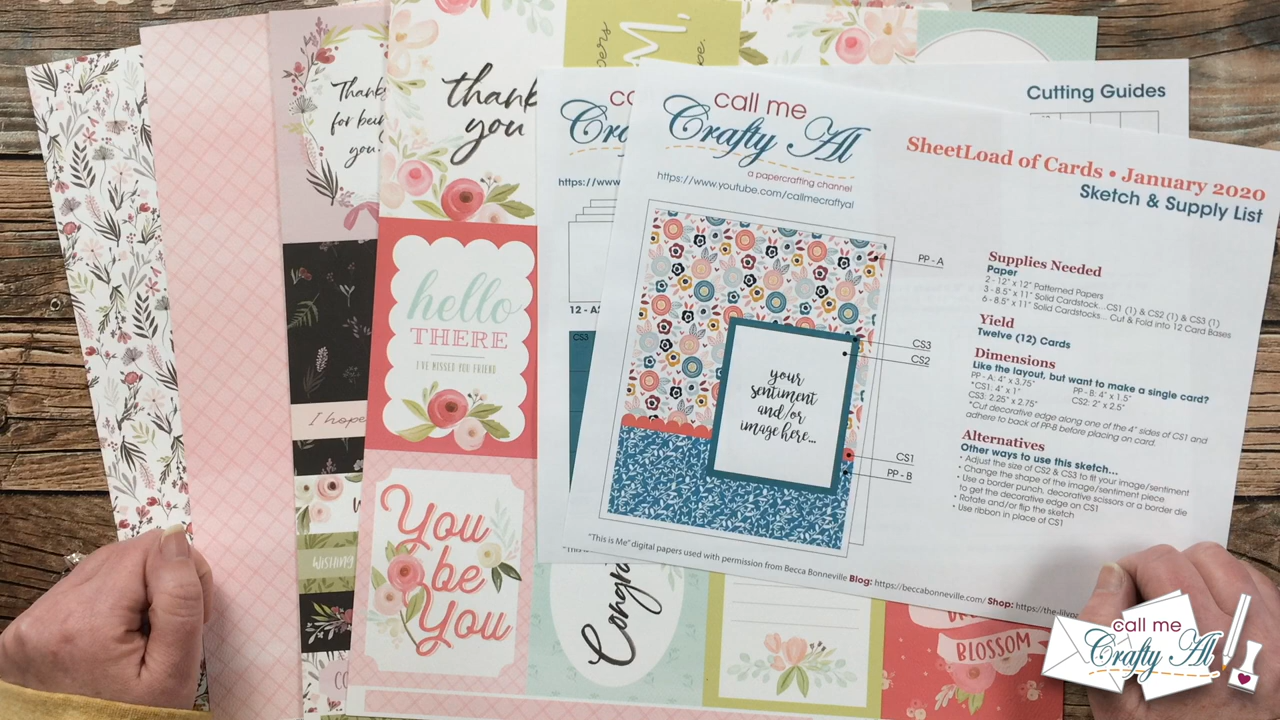 Thank
for bein
you!
thank
you
pers
hello
THERE
I'VE MISSED YOU FRIEND
I hope
WISHING
You
be
You
Congra
BLOSSOM
https://www
12 - A
CS3
Cutting Guides
call me
Crafty Al
a papercrafting channel
https://www.youtube.com/callmecraftyal
SheetLoad of Cards • January 2020
Sketch & Supply List
PP - A
CS3
CS2
CS1
PP - B
your
sentiment
and/or
image here...
Supplies Needed
Paper
2 - 12" x 12" Patterned Papers
3 - 8.5" x 11" Solid Cardstock...CS1 (1) & CS2 (1) & CS3 (1)
6 - 8.5" x 11" Solid Cardstocks... Cut & Fold into 12 Card Bases
Yield
Twelve (12) Cards
Dimensions
Like the layout, but want to make a single card?
PP - A: 4" x 3.75" PP - B: 4" x 1.5"
*CS1: 4" x 1" CS2: 2" x 2.5"
CS3: 2.25" x 2.75"
*Cut decorative edge along one of the 4" sides of CS1 and
adhere to back of PP-B before placing on card.
Alternatives
Other ways to use this sketch...
• Adjust the size of CS2 & CS3 to fit your image/sentiment
• Change the shape of the image/sentiment piece
• Use a border punch, decorative scissors or a border die
to get the decorative edge on CS1
• Rotate and/or flip the sketch
• Use ribbon in place of CS1
"This is Me" digital papers used with permission from Becca Bonneville Blog: https://beccabonneville.com/ Shop: https://the-lilypa
call me
Crafty Al